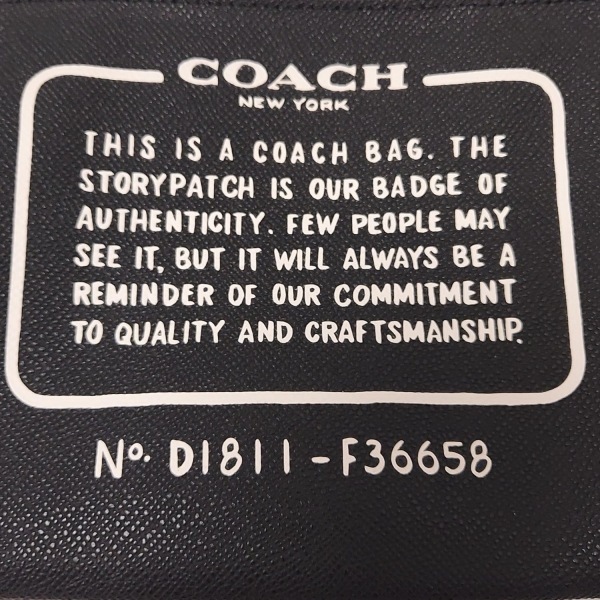 COACH
NEW YORK
THIS IS A COACH BAG. THE
STORYPATCH IS OUR BADGE OF
AUTHENTICITY. FEW PEOPLE MAY
SEE IT, BUT IT WILL ALWAYS BE A
REMINDER OF OUR COMMITMENT
TO QUALITY AND CRAFTSMANSHIP.
No. D1811-F36658